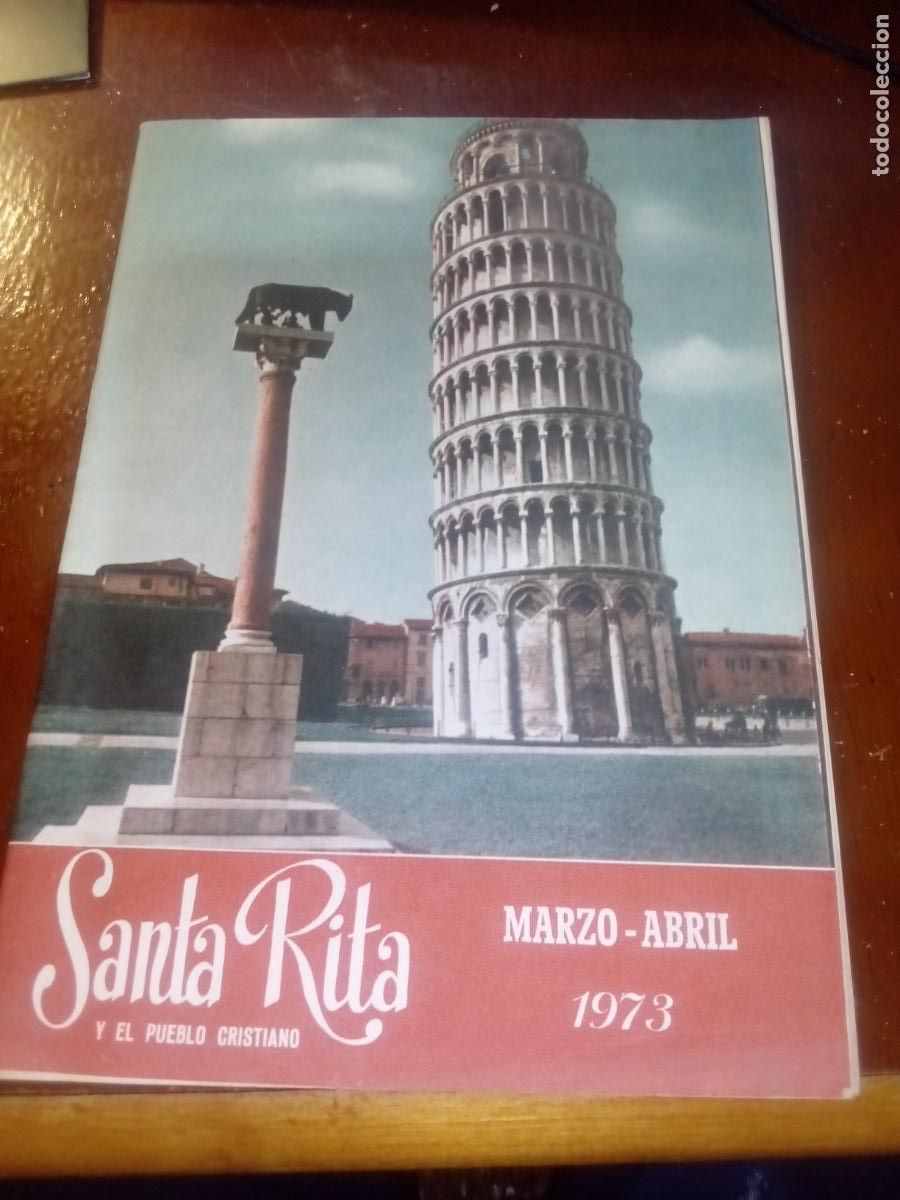 todocoleccion
Santa Rita
Y EL PUEBLO CRISTIANO
MARZO - ABRIL
1973